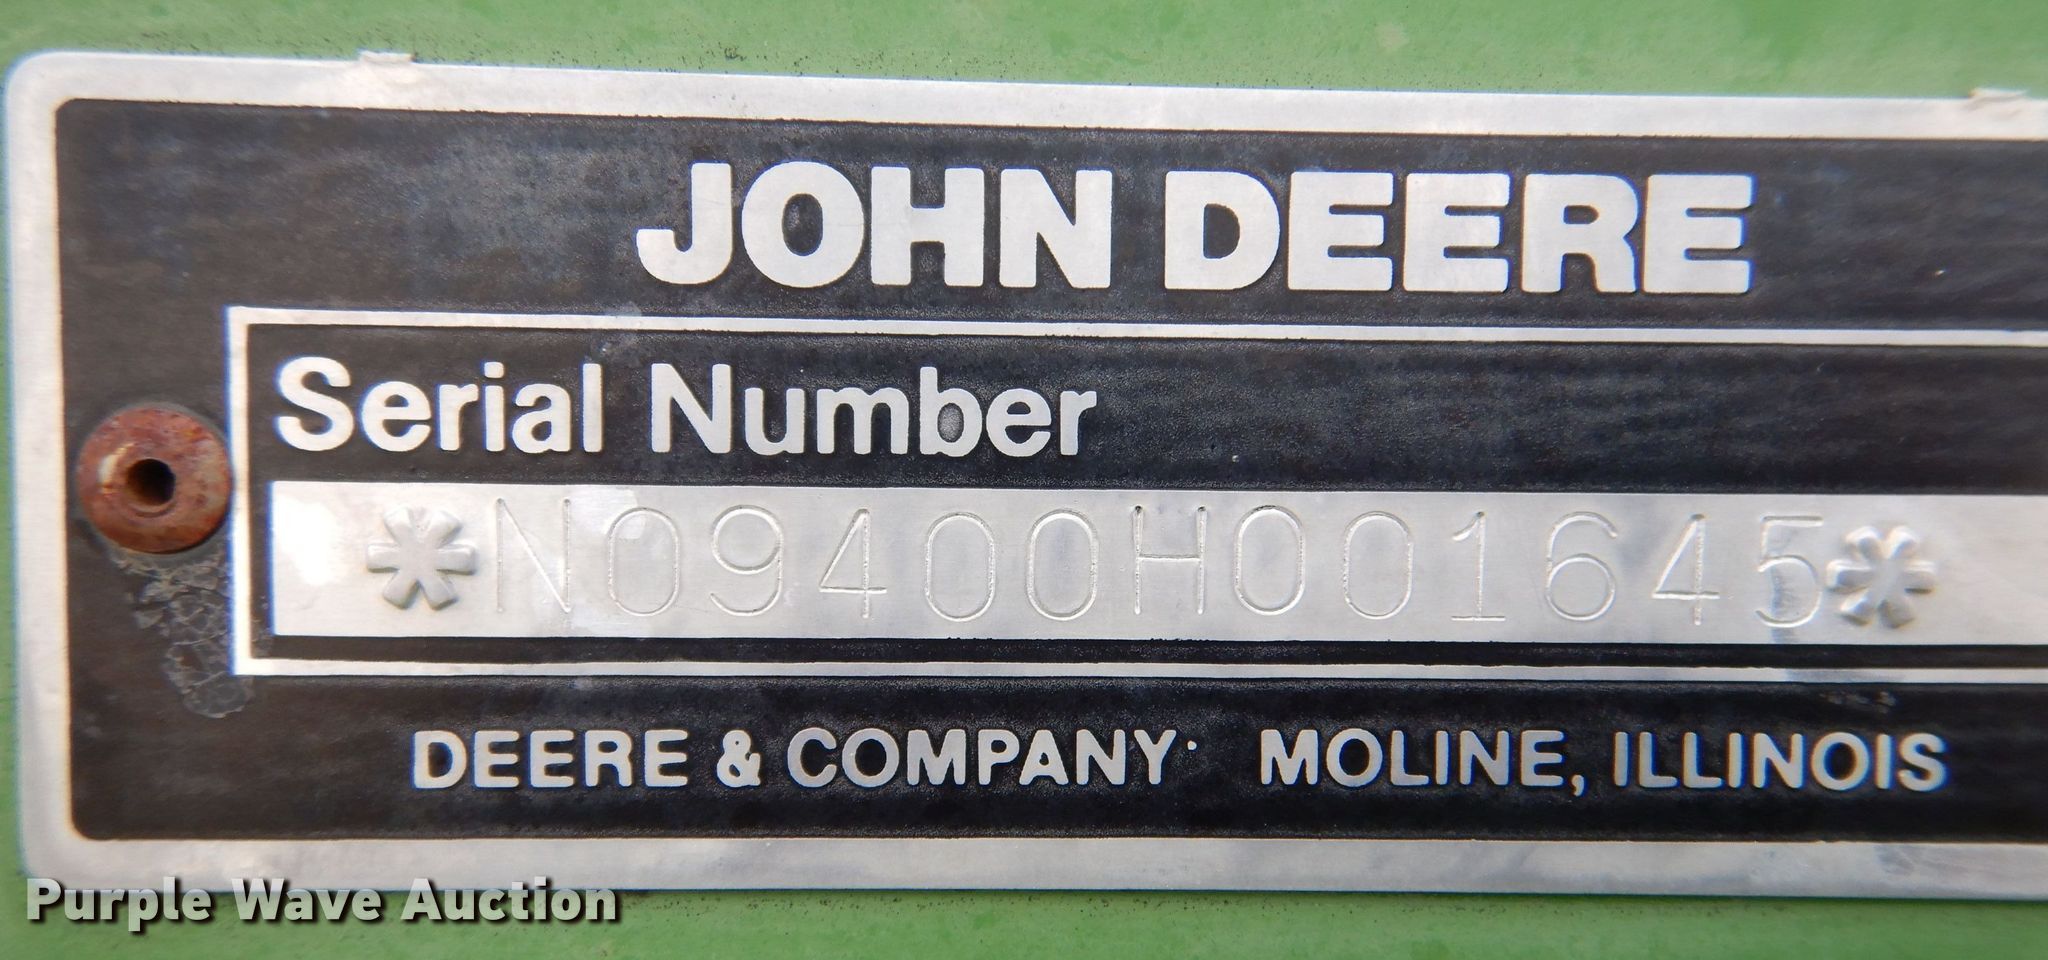 JOHN DEERE
Serial Number
*N09400H001645*
DEERE & COMPANY MOLINE, ILLINOIS
Purple Wave Auction